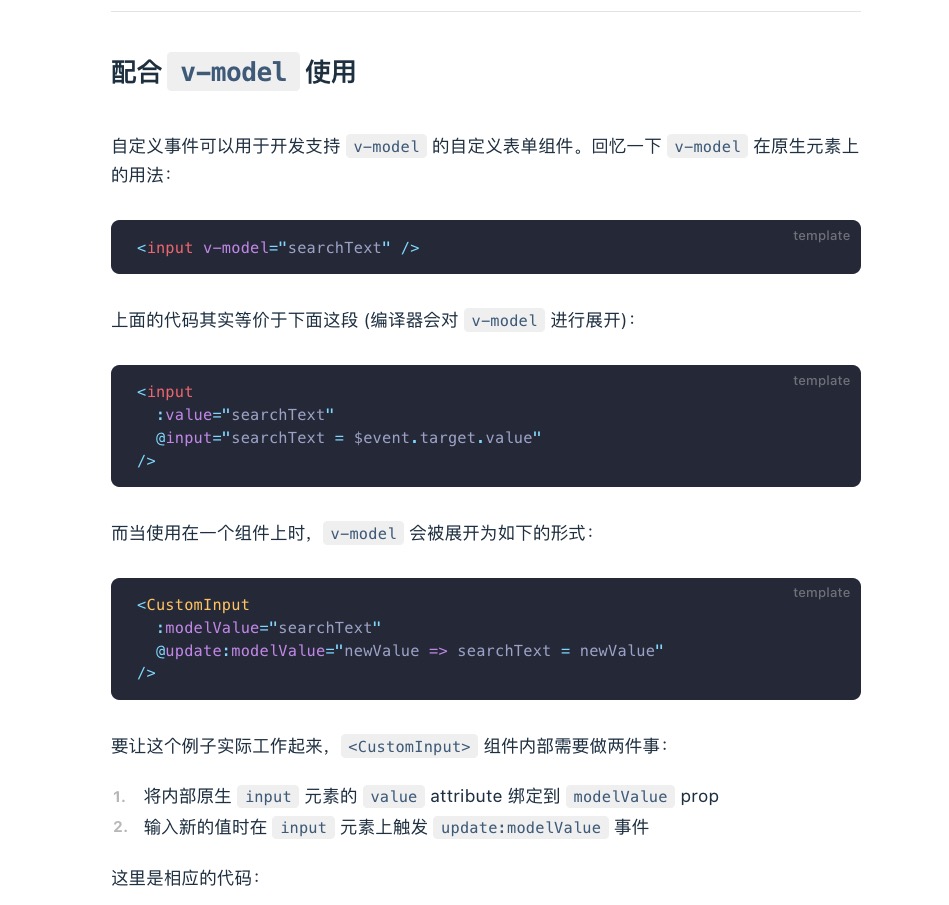 配合 v-model 使用
自定义事件可以用于开发支持 v-model 的自定义表单组件。回忆一下 v-model 在原生元素上
的用法：
template
<input v-model="searchText" />
上面的代码其实等价于下面这段 (编译器会对 v-model 进行展开)：
template
<input
  :value="searchText"
  @input="searchText = $event.target.value"
/>
而当使用在一个组件上时，v-model 会被展开为如下的形式：
template
<CustomInput
  :modelValue="searchText"
  @update:modelValue="newValue => searchText = newValue"
/>
要让这个例子实际工作起来，<CustomInput> 组件内部需要做两件事：
1. 将内部原生 input 元素的 value attribute 绑定到 modelValue prop
2. 输入新的值时在 input 元素上触发 update:modelValue 事件
这里是相应的代码：